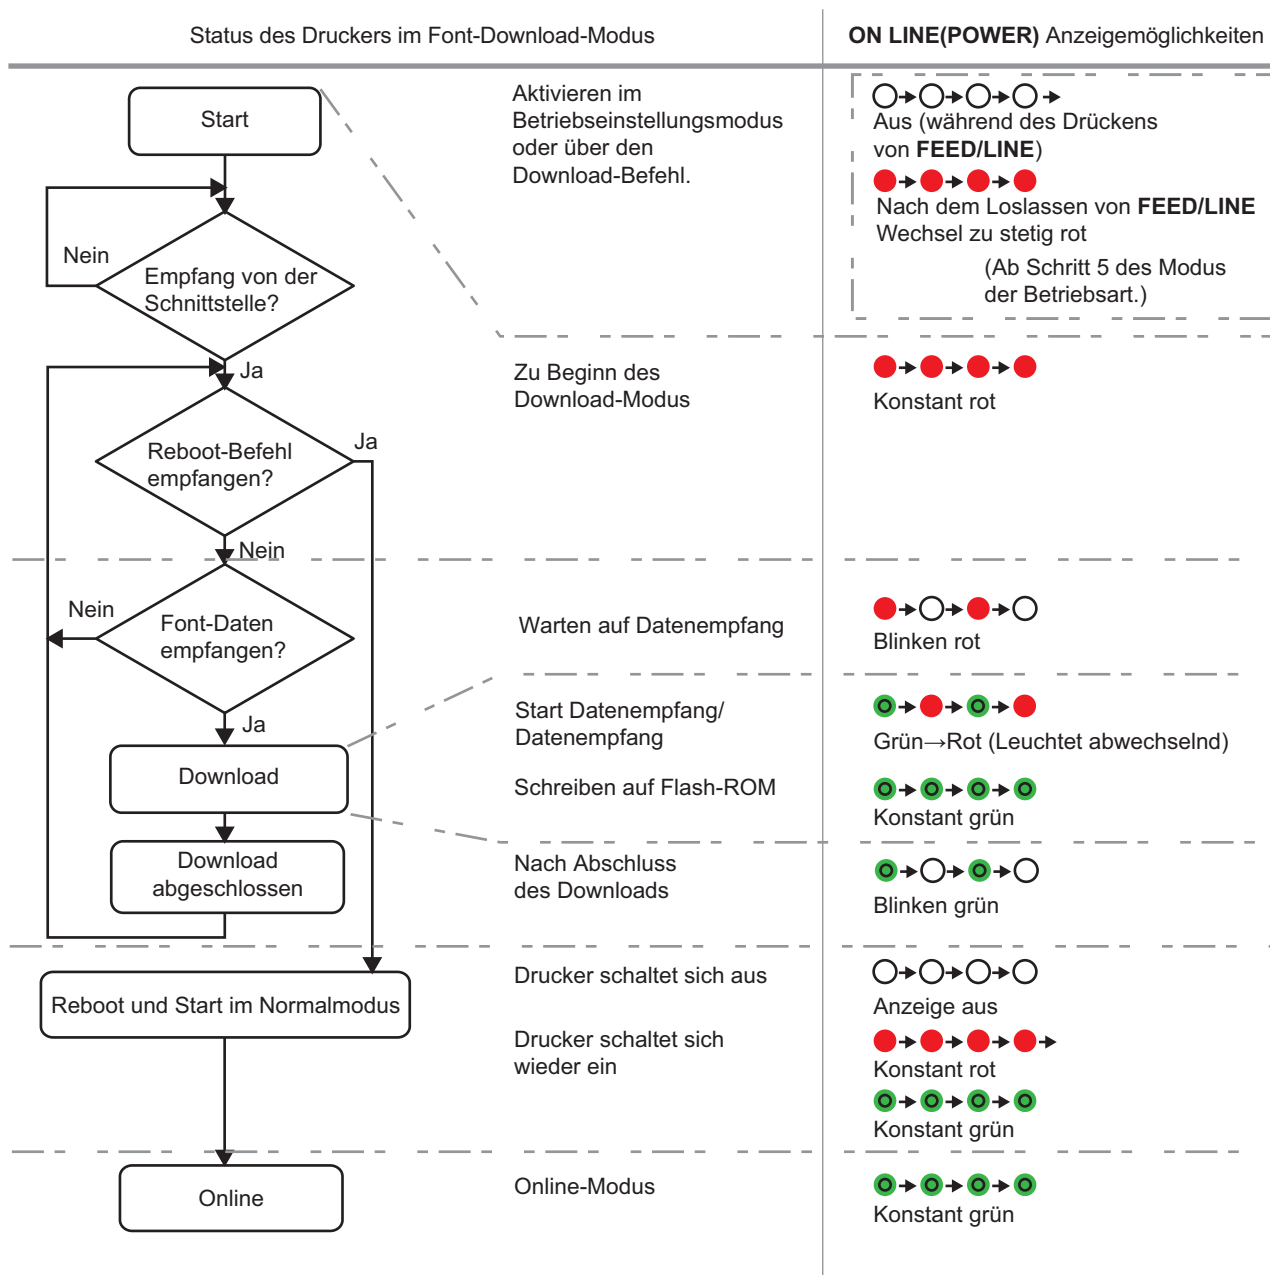 Status des Druckers im Font-Download-Modus
ON LINE(POWER) Anzeigemöglichkeiten
Start
Aktivieren im
Betriebseinstellungsmodus
oder über den
Download-Befehl.
Aus (während des Drückens
von FEED/LINE)
Nach dem Loslassen von FEED/LINE
Wechsel zu stetig rot
(Ab Schritt 5 des Modus
der Betriebsart.)
Nein
Empfang von der
Schnittstelle?
Ja
Zu Beginn des
Download-Modus
Konstant rot
Reboot-Befehl
empfangen?
Ja
Nein
Nein
Font-Daten
empfangen?
Warten auf Datenempfang
Blinken rot
Ja
Start Datenempfang/
Datenempfang
Grün→Rot (Leuchtet abwechselnd)
Download
Schreiben auf Flash-ROM
Konstant grün
Download
abgeschlossen
Nach Abschluss
des Downloads
Blinken grün
Reboot und Start im Normalmodus
Drucker schaltet sich aus
Anzeige aus
Drucker schaltet sich
wieder ein
Konstant rot
Konstant grün
Online
Online-Modus
Konstant grün